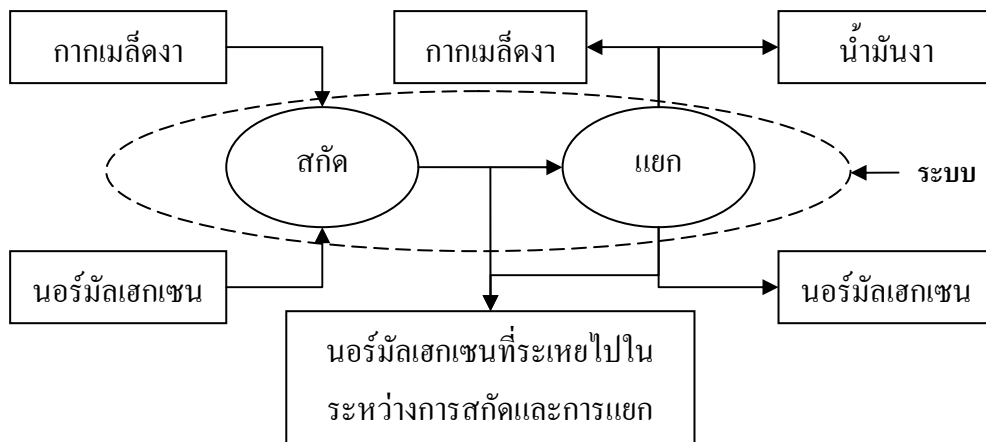 กากเมล็ดงา
กากเมล็ดงา
น้ำมันงา
สกัด
แยก
ระบบ
นอร์มัลเฮกเซน
นอร์มัลเฮกเซน
นอร์มัลเฮกเซนที่ระเหยไปใน
ระหว่างการสกัดและการแยก